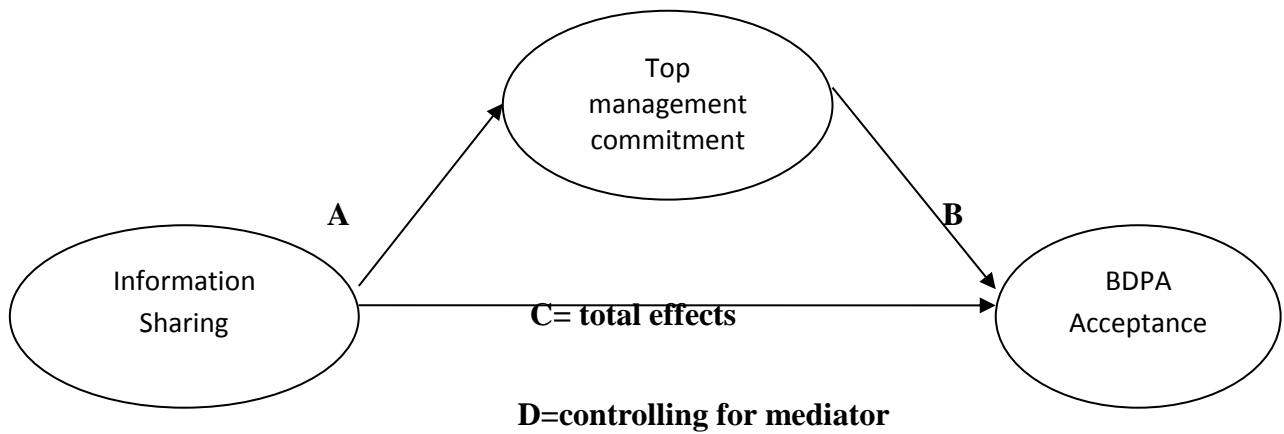 Top
management
commitment
A
B
Information
Sharing
BDPA
Acceptance
C= total effects
D=controlling for mediator